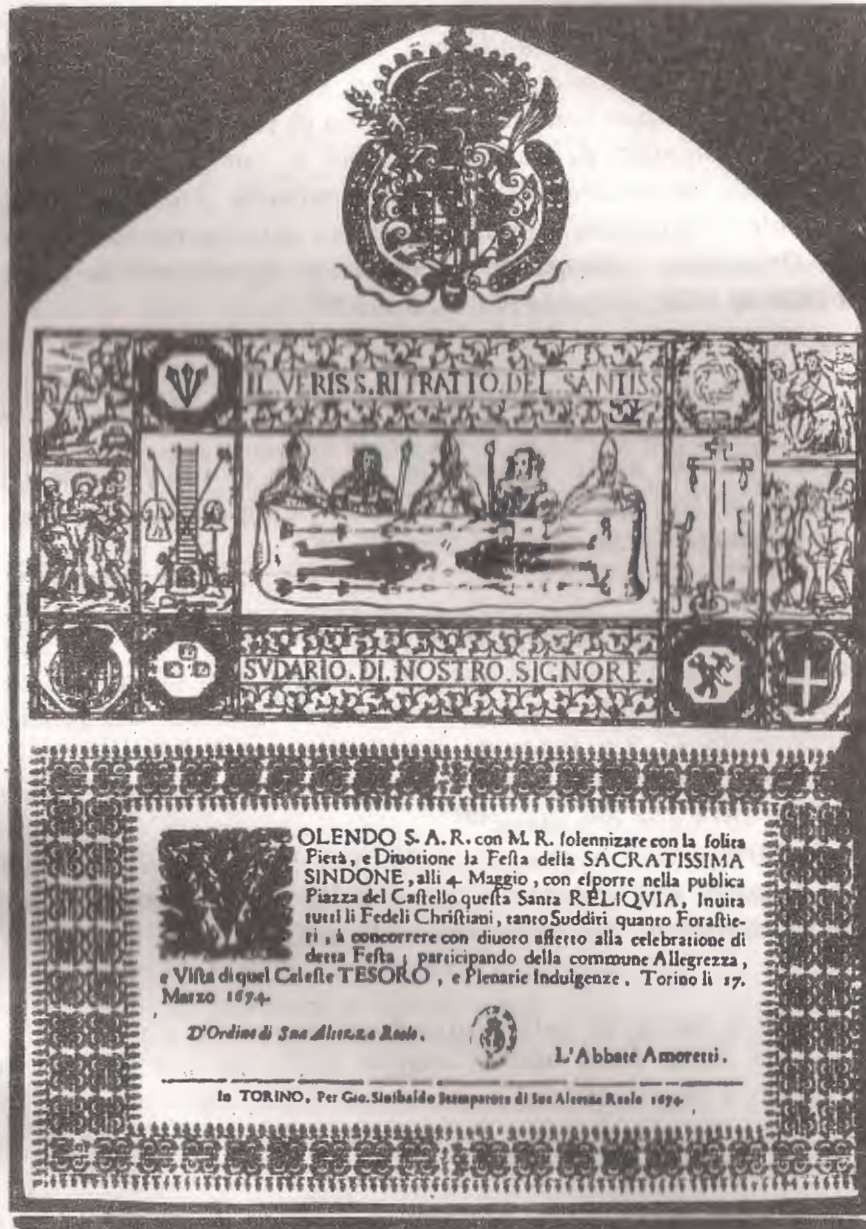 IL. VERISS. RITRATTO. DEL. SANTISS
SVDARIO. DI. NOSTRO. SIGNORE.
VOLENDO S. A. R. con M. R. ſolennizare con la ſolita
Pietà, e Diuotione la Feſta della SACRATISSIMA
SINDONE, alli 4. Maggio, con eſporre nella publica
Piazza del Caſtello queſta Santa RELIQVIA, Inuita
tutti li Fedeli Chriſtiani, tanto Sudditi quanto Foraſtie-
ri, à concorrere con diuoto affetto alla celebratione di
detta Feſta, participando della commune Allegrezza,
e Viſta di quel Celeſte TESORO, e Plenarie Indulgenze. Torino li 17.
Marzo 1674.
D'Ordine di Sua Altezza Reale.
L'Abbate Amoretti.
In TORINO, Per Gio. Sinibaldo Stampatore di Sua Altezza Reale 1674